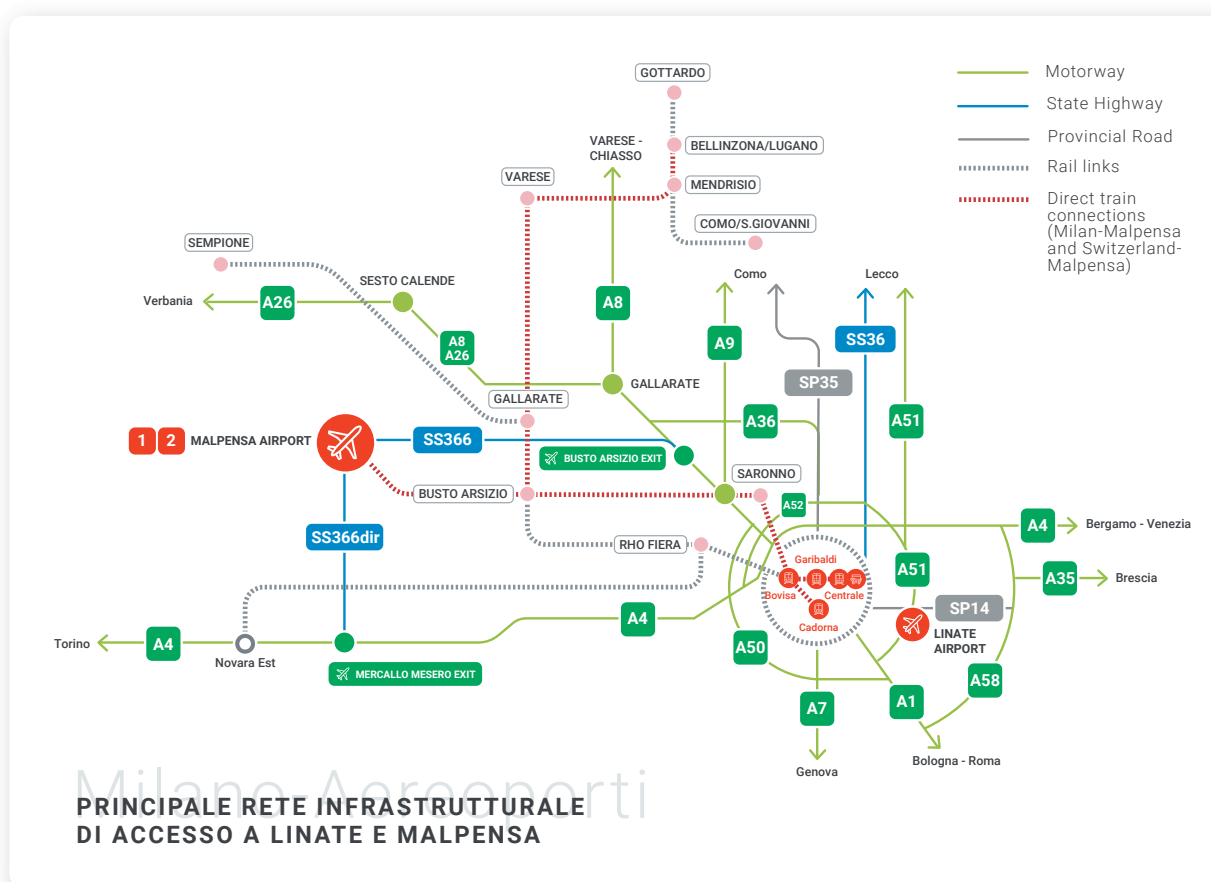 GOTTARDO
Motorway
State Highway
VARESE -
CHIASSO
BELLINZONA/LUGANO
Provincial Road
Rail links
VARESE
MENDRISIO
Direct train
connections
(Milan-Malpensa
and Switzerland-
Malpensa)
COMO/S.GIOVANNI
SEMPIONE
SESTO CALENDE
Como
Lecco
Verbania
A26
A8
A8
A26
A9
SS36
SP35
GALLARATE
GALLARATE
A36
A51
1 2 MALPENSA AIRPORT
SS366
BUSTO ARSIZIO EXIT
SARONNO
BUSTO ARSIZIO
A52
SS366dir
RHO FIERA
A4
Bergamo - Venezia
Garibaldi
A51
A35
Brescia
Bovisa
Centrale
SP14
Cadorna
A4
LINATE
AIRPORT
Torino
A4
Novara Est
A50
MERCALLO MESERO EXIT
A58
A7
A1
Genova
Bologna - Roma
Milano-Aereoporti
PRINCIPALE RETE INFRASTRUTTURALE
DI ACCESSO A LINATE E MALPENSA